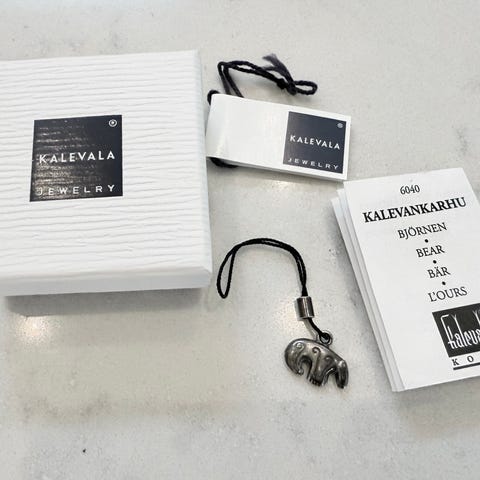 KALEVALA ®
JEWELRY
KALEVALA ®
JEWELRY
6040
KALEVANKARHU
BJÖRNEN
•
BEAR
•
BÄR
•
L'OURS